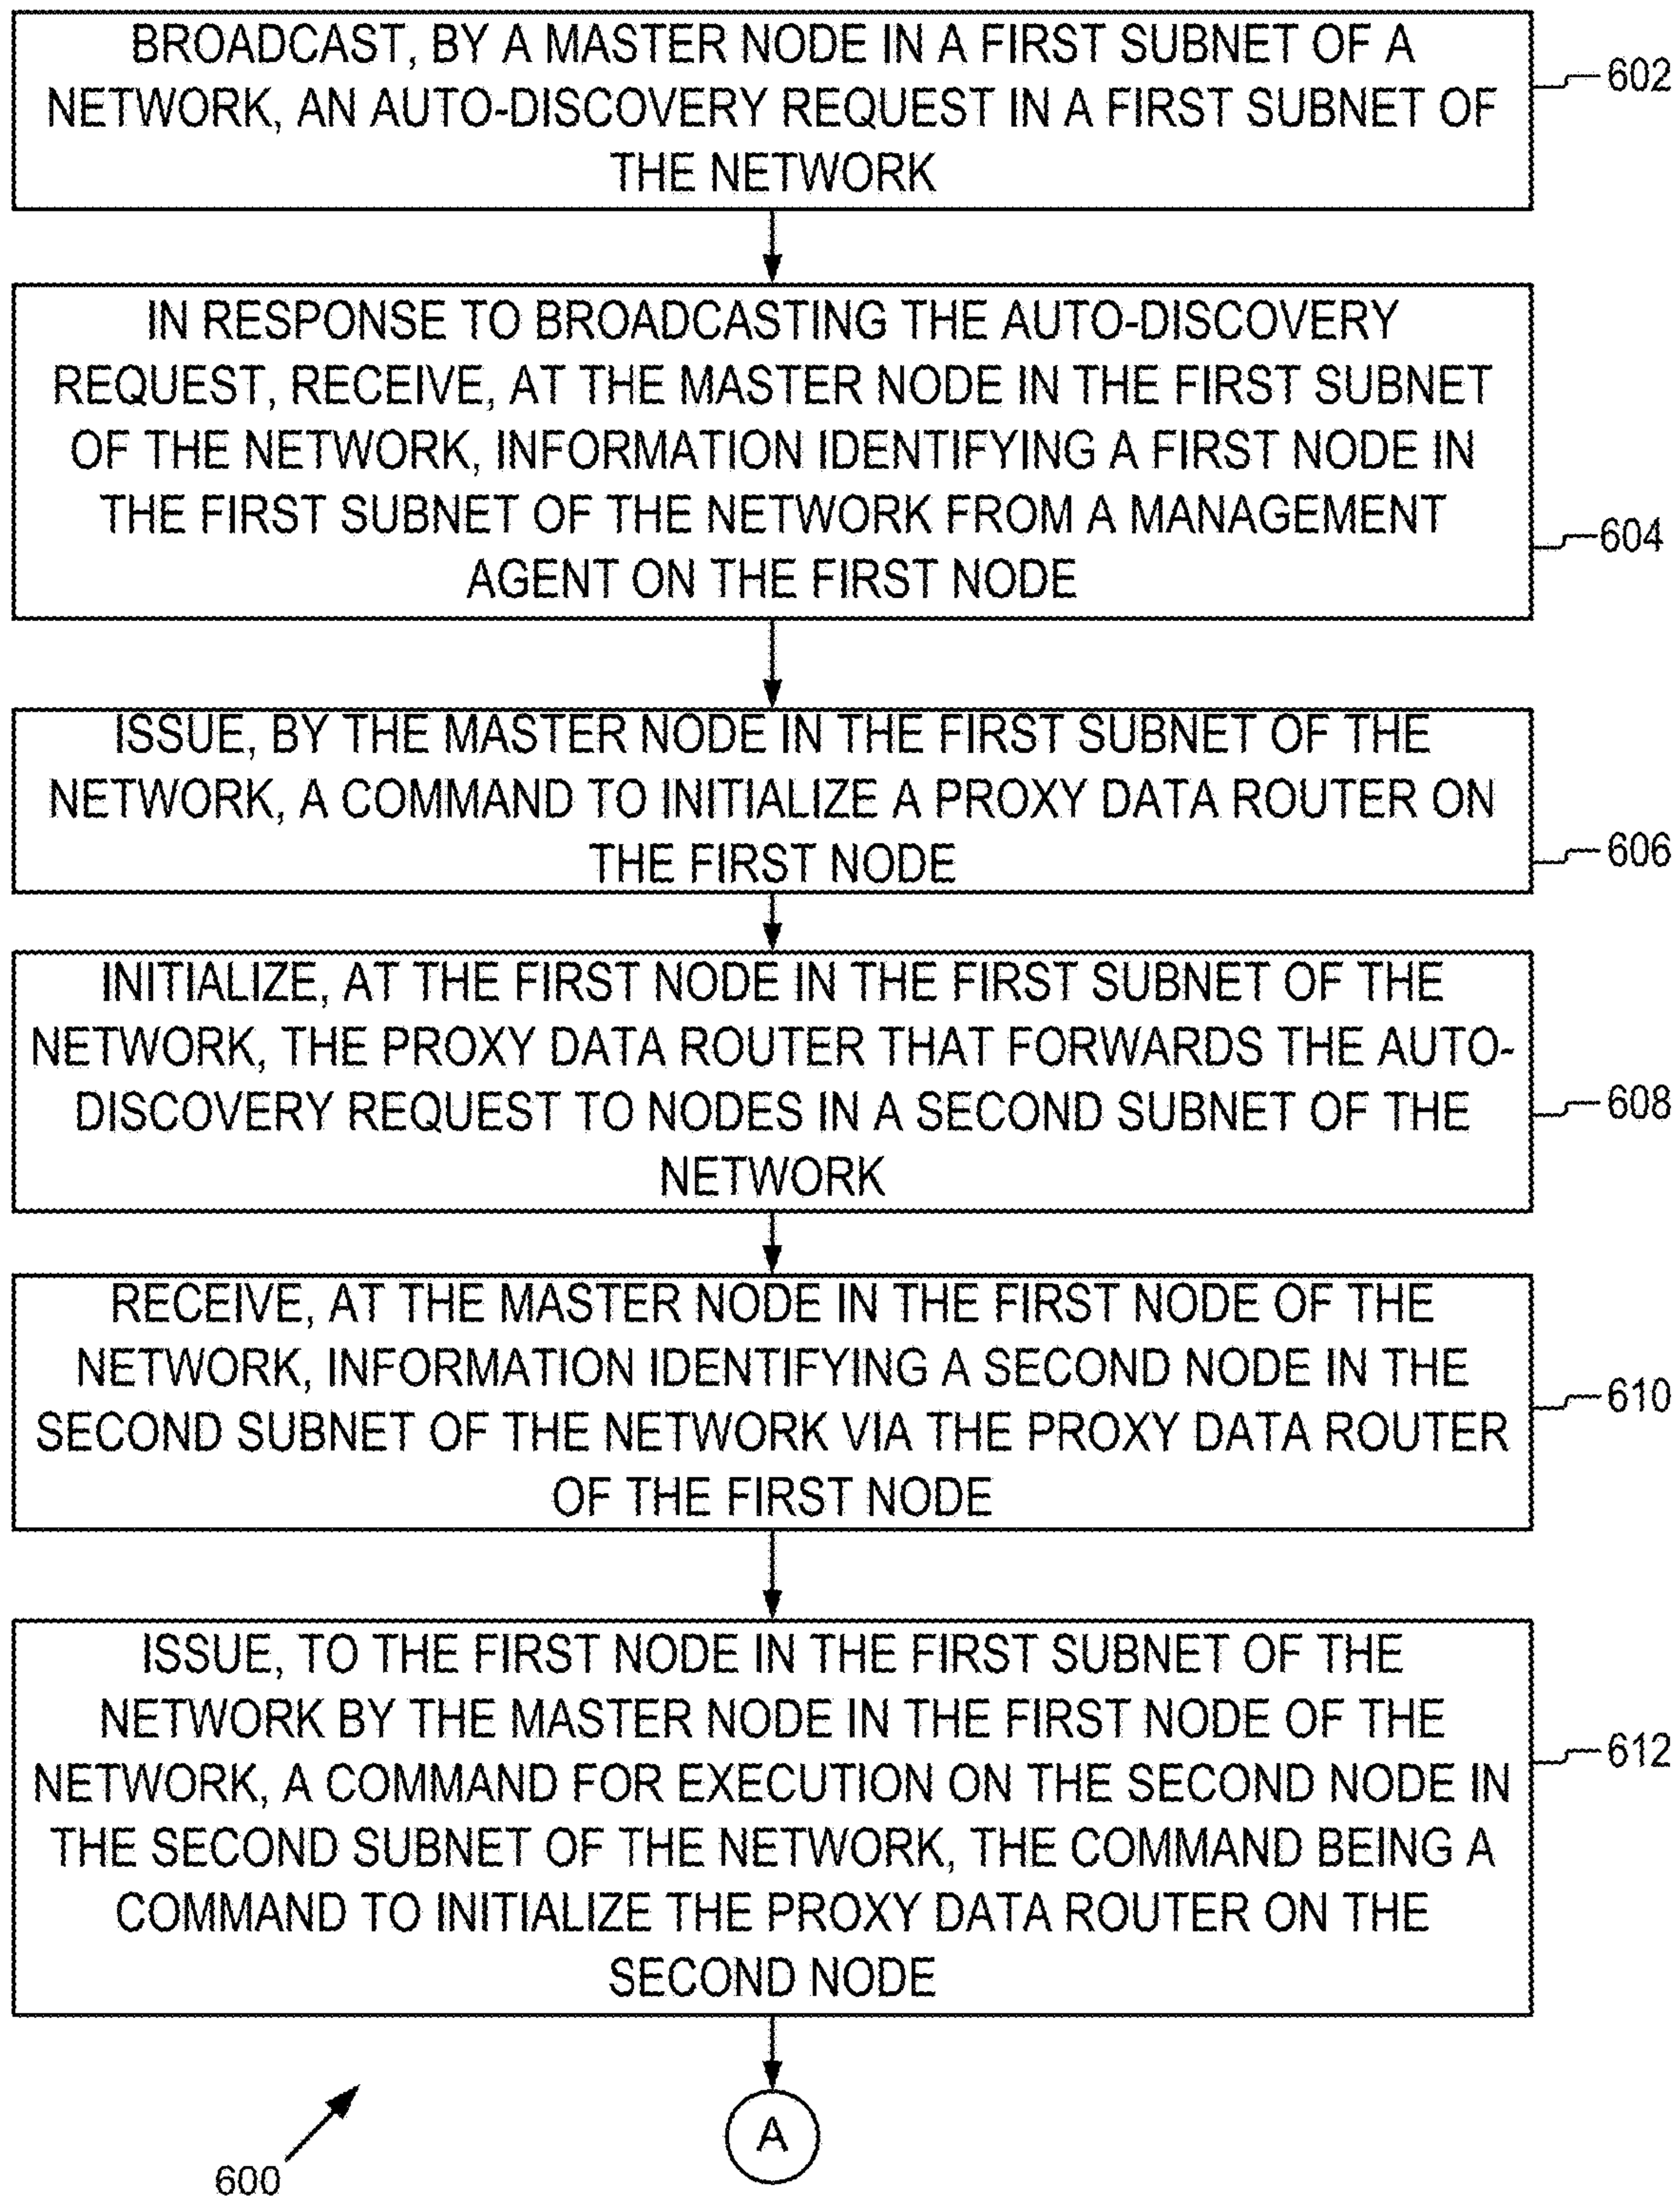 BROADCAST, BY A MASTER NODE IN A FIRST SUBNET OF A
NETWORK, AN AUTO-DISCOVERY REQUEST IN A FIRST SUBNET OF
THE NETWORK
602
IN RESPONSE TO BROADCASTING THE AUTO-DISCOVERY
REQUEST, RECEIVE, AT THE MASTER NODE IN THE FIRST SUBNET
OF THE NETWORK, INFORMATION IDENTIFYING A FIRST NODE IN
THE FIRST SUBNET OF THE NETWORK FROM A MANAGEMENT
AGENT ON THE FIRST NODE
604
ISSUE, BY THE MASTER NODE IN THE FIRST SUBNET OF THE
NETWORK, A COMMAND TO INITIALIZE A PROXY DATA ROUTER ON
THE FIRST NODE
606
INITIALIZE, AT THE FIRST NODE IN THE FIRST SUBNET OF THE
NETWORK, THE PROXY DATA ROUTER THAT FORWARDS THE AUTO-
DISCOVERY REQUEST TO NODES IN A SECOND SUBNET OF THE
NETWORK
608
RECEIVE, AT THE MASTER NODE IN THE FIRST NODE OF THE
NETWORK, INFORMATION IDENTIFYING A SECOND NODE IN THE
SECOND SUBNET OF THE NETWORK VIA THE PROXY DATA ROUTER
OF THE FIRST NODE
610
ISSUE, TO THE FIRST NODE IN THE FIRST SUBNET OF THE
NETWORK BY THE MASTER NODE IN THE FIRST NODE OF THE
NETWORK, A COMMAND FOR EXECUTION ON THE SECOND NODE IN
THE SECOND SUBNET OF THE NETWORK, THE COMMAND BEING A
COMMAND TO INITIALIZE THE PROXY DATA ROUTER ON THE
SECOND NODE
612
A
600